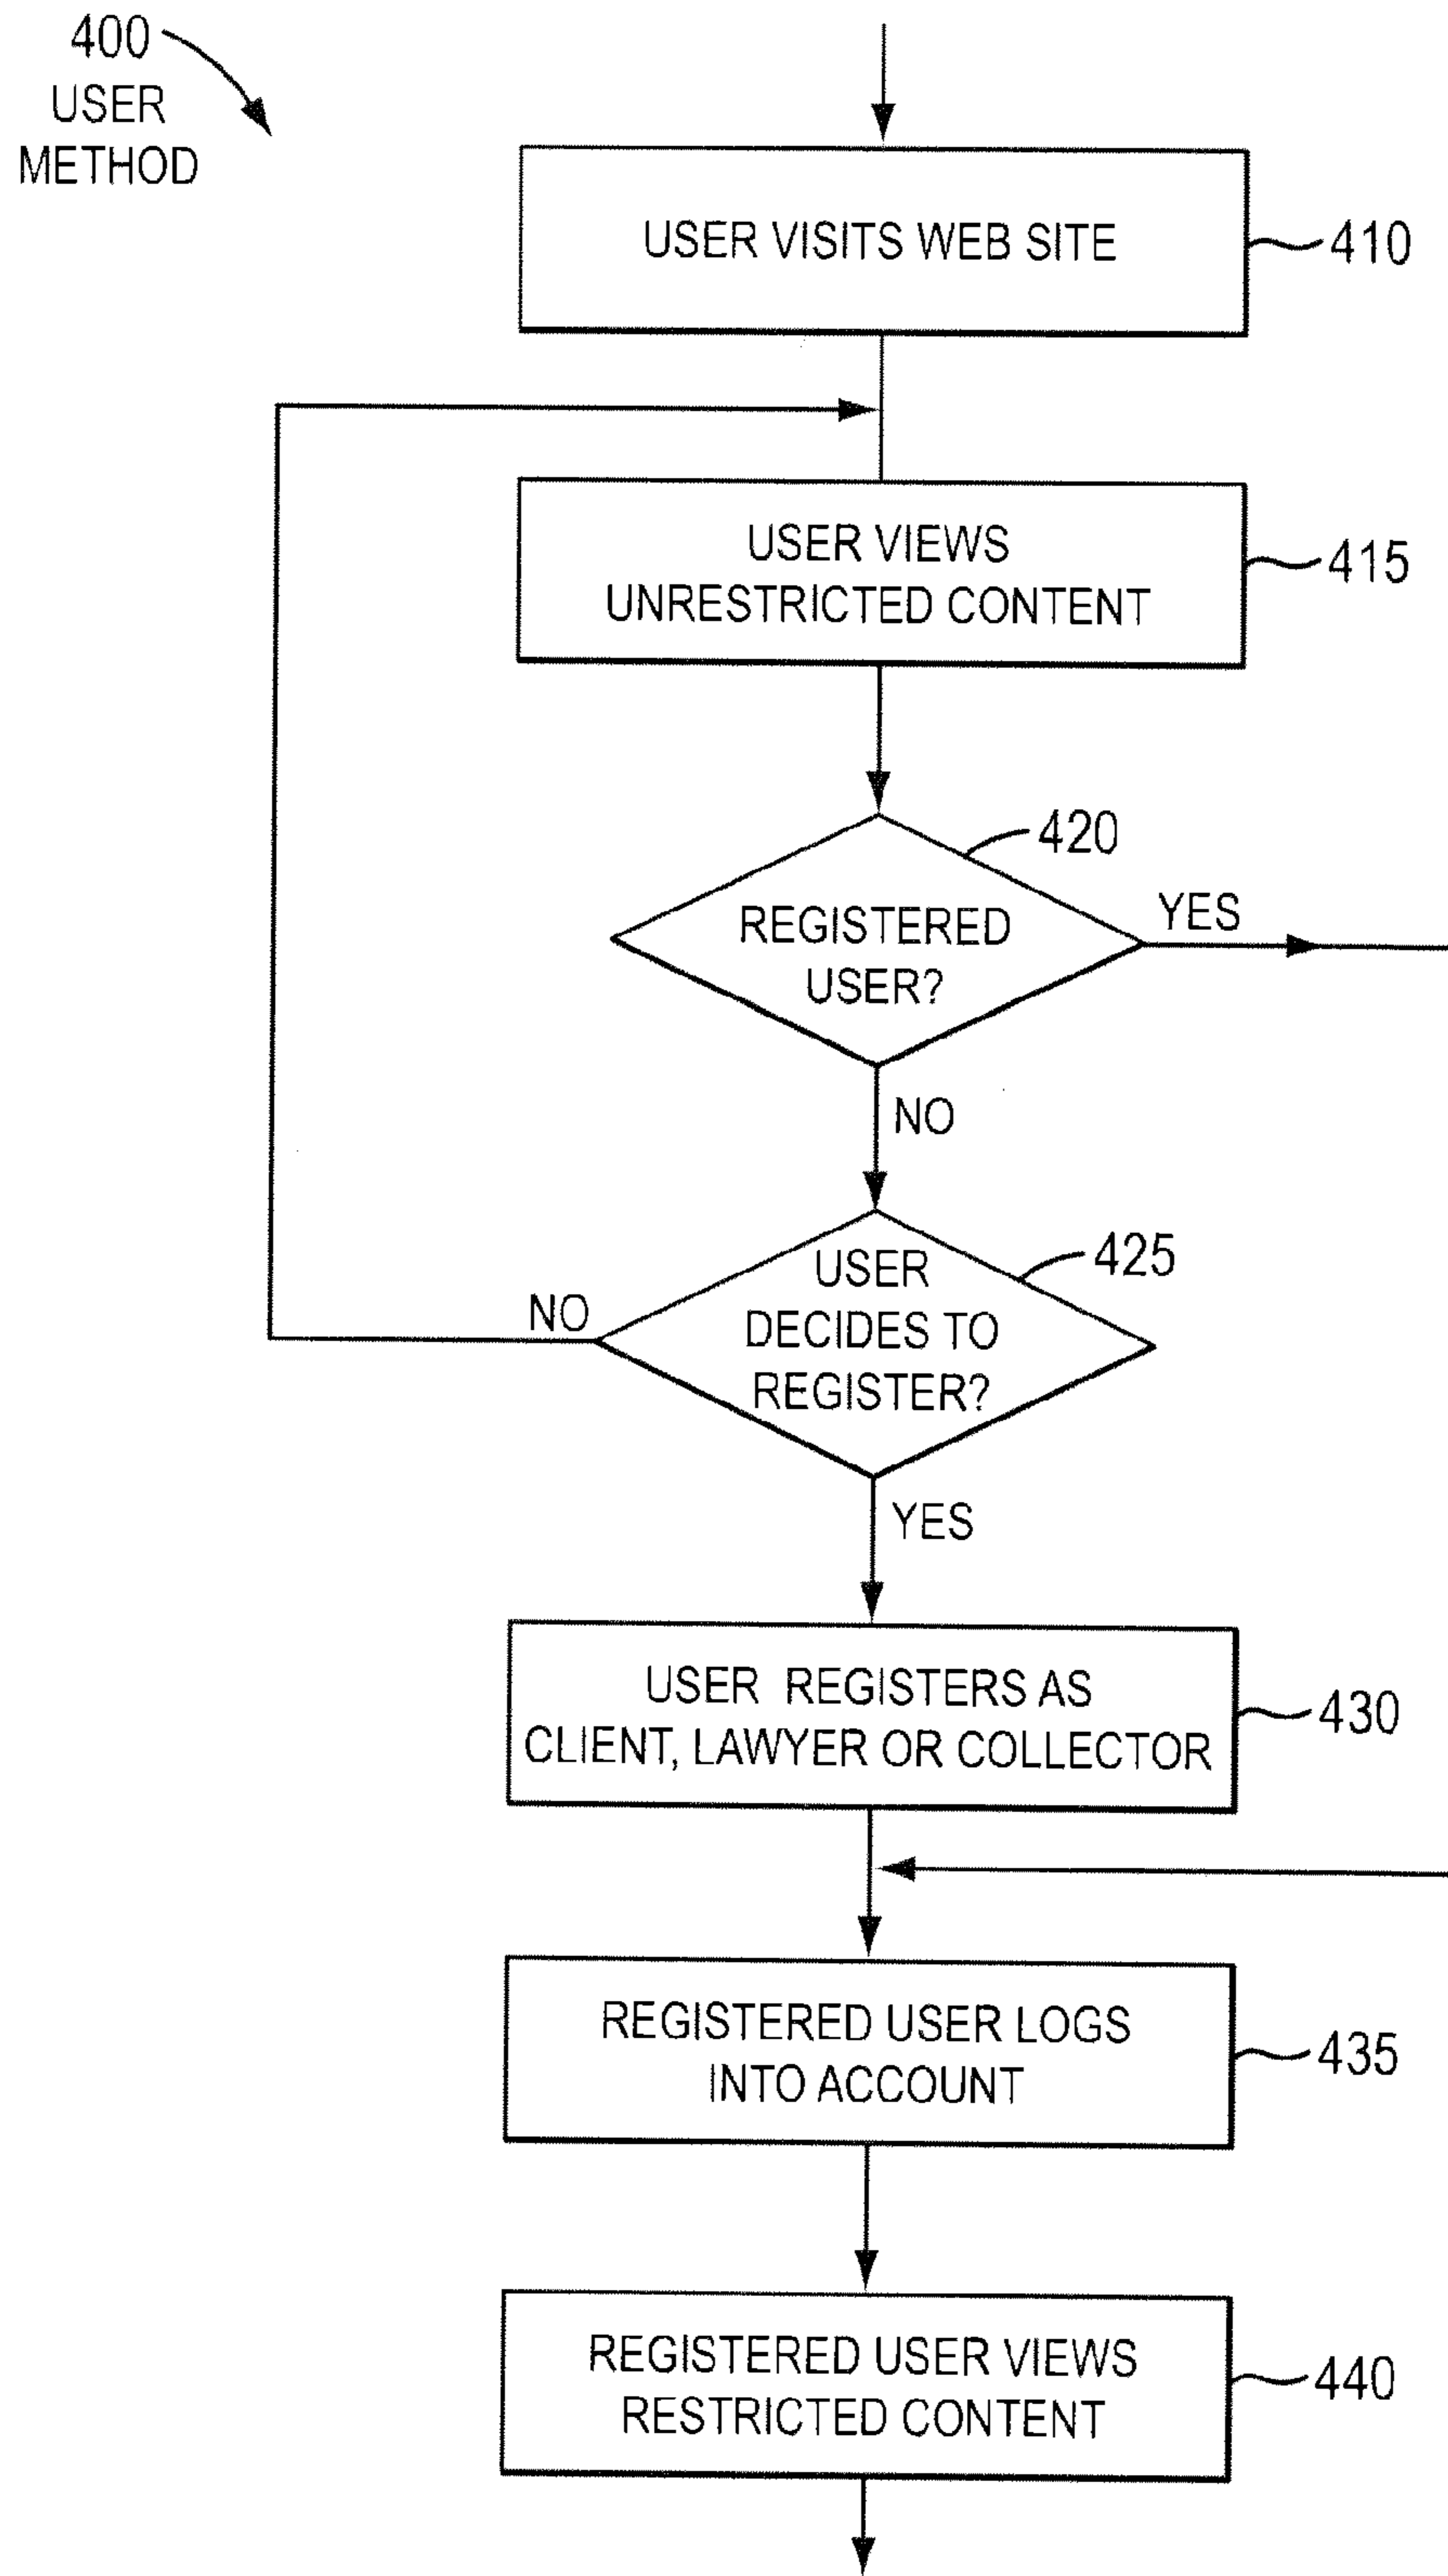 400
USER
METHOD
USER VISITS WEB SITE
410
USER VIEWS
UNRESTRICTED CONTENT
415
420
REGISTERED
USER?
YES
NO
425
USER
DECIDES TO
REGISTER?
NO
YES
USER REGISTERS AS
CLIENT, LAWYER OR COLLECTOR
430
REGISTERED USER LOGS
INTO ACCOUNT
435
REGISTERED USER VIEWS
RESTRICTED CONTENT
440